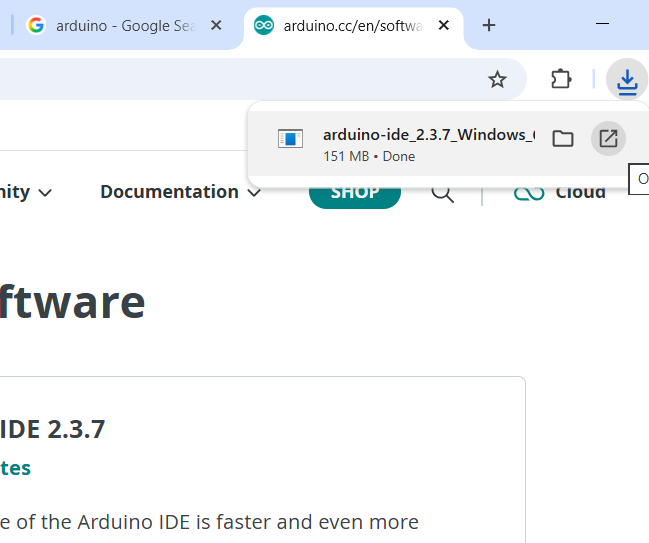 arduino - Google Sea
arduino.cc/en/softwa
arduino-ide_2.3.7_Windows_
151 MB • Done
O
nity
Documentation
SHOP
Cloud
ftware
IDE 2.3.7
tes
e of the Arduino IDE is faster and even more